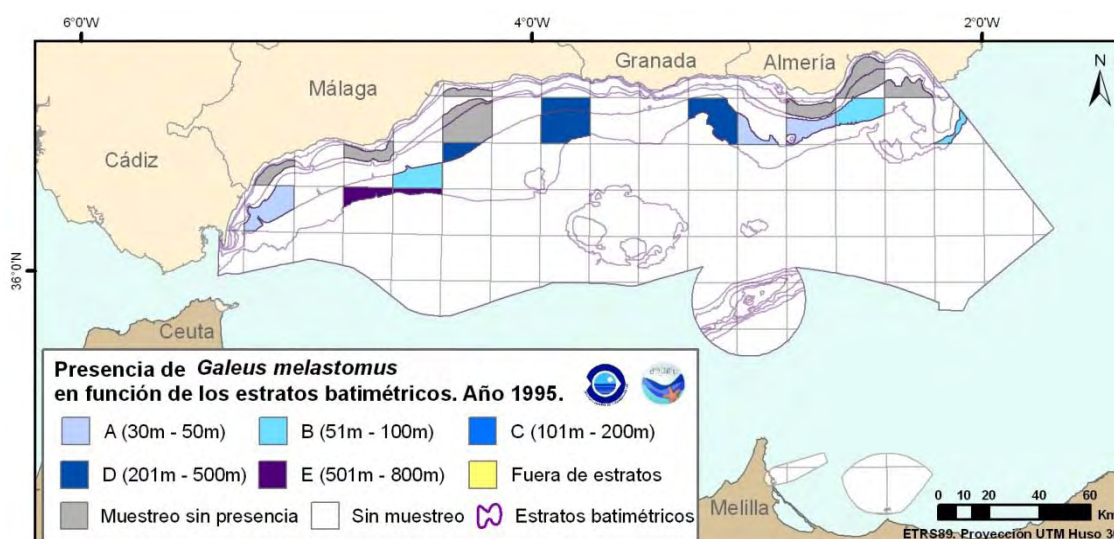 6°0'W 4°0'W 2°0'W
N
Granada Almería
Málaga
Cádiz
36°0'N
Ceuta
Presencia de Galeus melastomus
en función de los estratos batimétricos. Año 1995.
A (30m - 50m) B (51m - 100m) C (101m - 200m)
D (201m - 500m) E (501m - 800m) Fuera de estratos
Muestreo sin presencia Sin muestreo Estratos batimétricos
Melilla
0 10 20 40 60
Km
ETRS89. Proyección UTM Huso 3